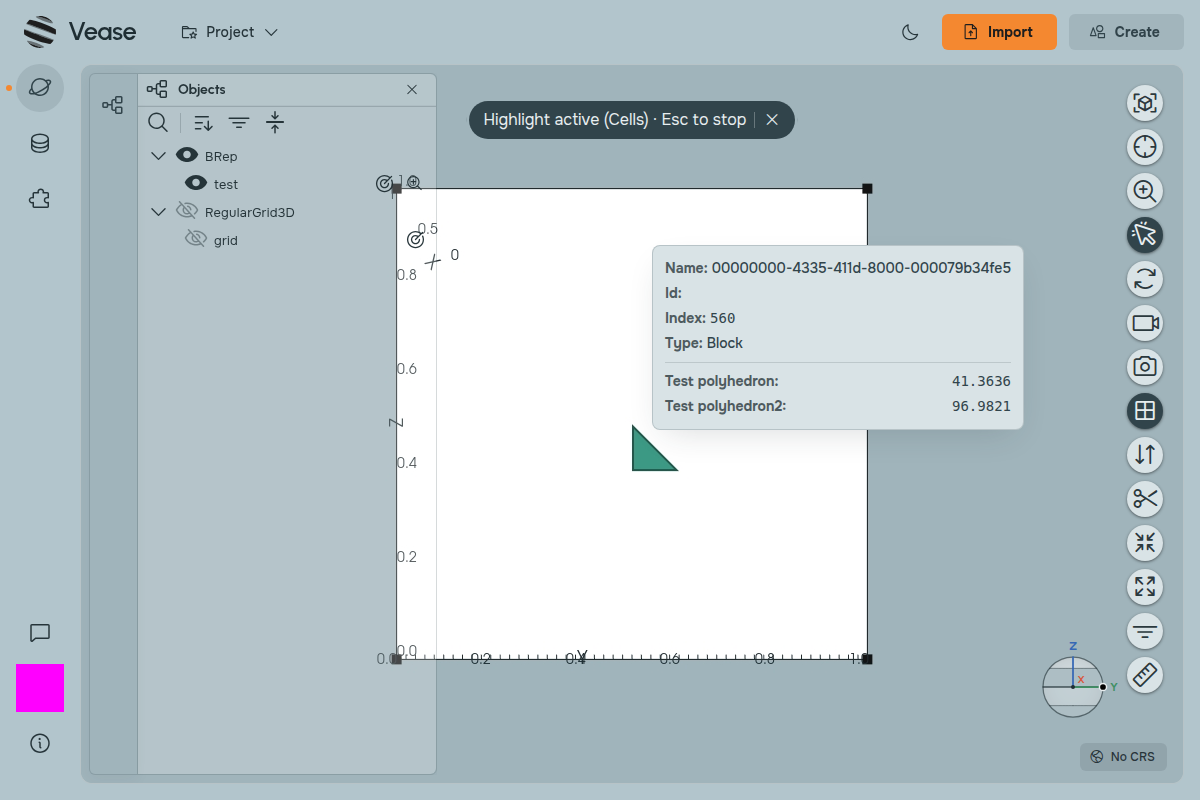 Vease
Project
Import
Create
Objects
Highlight active (Cells) · Esc to stop
BRep
test
RegularGrid3D
grid
0.5
0
0.8
0.6
Z
0.4
0.2
0.0
Y
0.2
0.4
0.6
0.8
Name: 00000000-4335-411d-8000-000079b34fe5
Id:
Index: 560
Type: Block
Test polyhedron: 41.3636
Test polyhedron2: 96.9821
Z
X
Y
No CRS